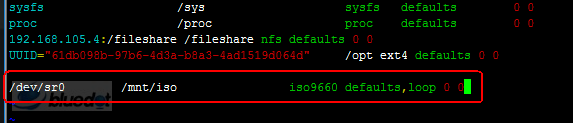 sysfs /sys sysfs defaults 0 0
proc /proc proc defaults 0 0
192.168.105.4:/fileshare /fileshare nfs defaults 0 0
UUID="61db098b-97b6-4d3a-b8a3-4ad1519d064d" /opt ext4 defaults 0 0
/dev/sr0 /mnt/iso iso9660 defaults,loop 0 0
bluedot
~